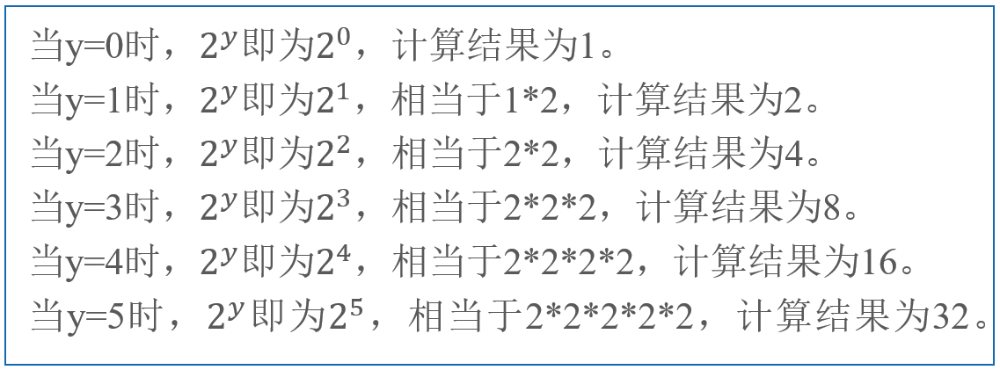 当y=0时，2^y即为2^0，计算结果为1。
当y=1时，2^y即为2^1，相当于1*2，计算结果为2。
当y=2时，2^y即为2^2，相当于2*2，计算结果为4。
当y=3时，2^y即为2^3，相当于2*2*2，计算结果为8。
当y=4时，2^y即为2^4，相当于2*2*2*2，计算结果为16。
当y=5时，2^y即为2^5，相当于2*2*2*2*2，计算结果为32。